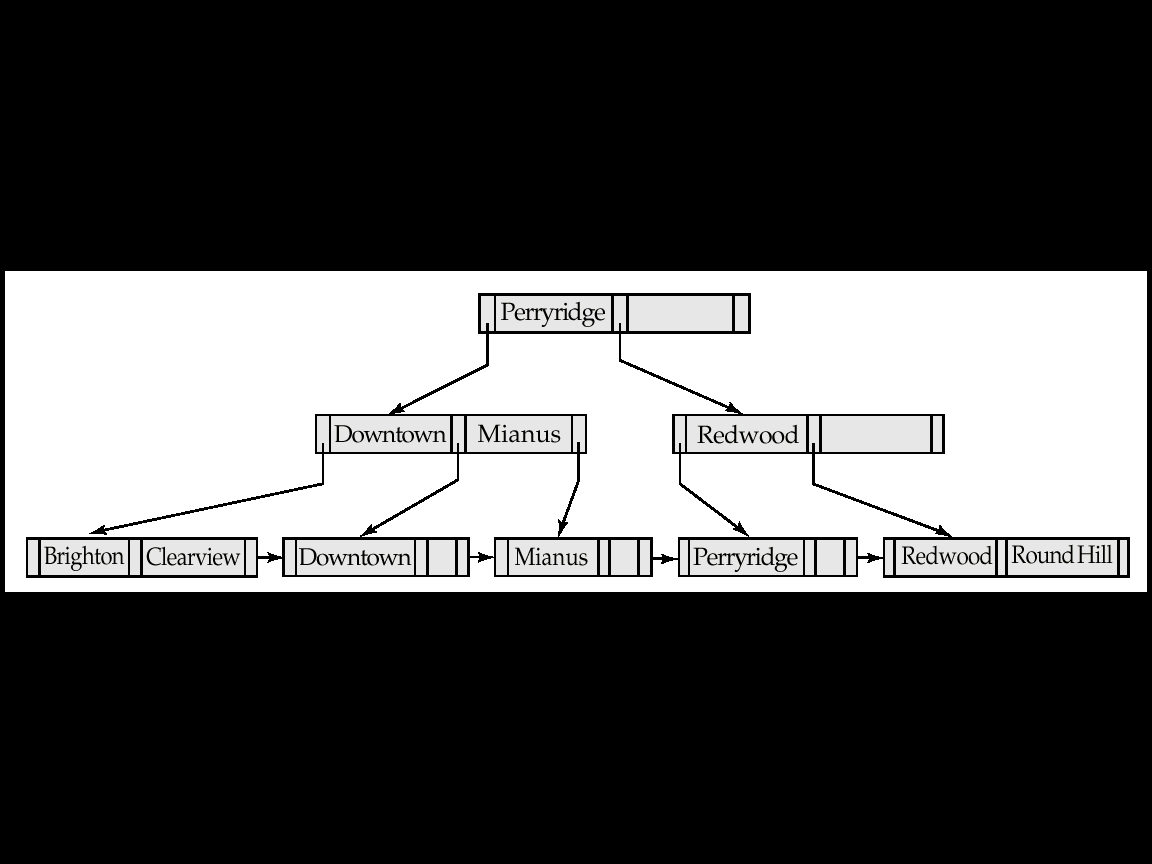 Perryridge
Downtown Mianus Redwood
Brighton Clearview Downtown Mianus Perryridge Redwood Round Hill